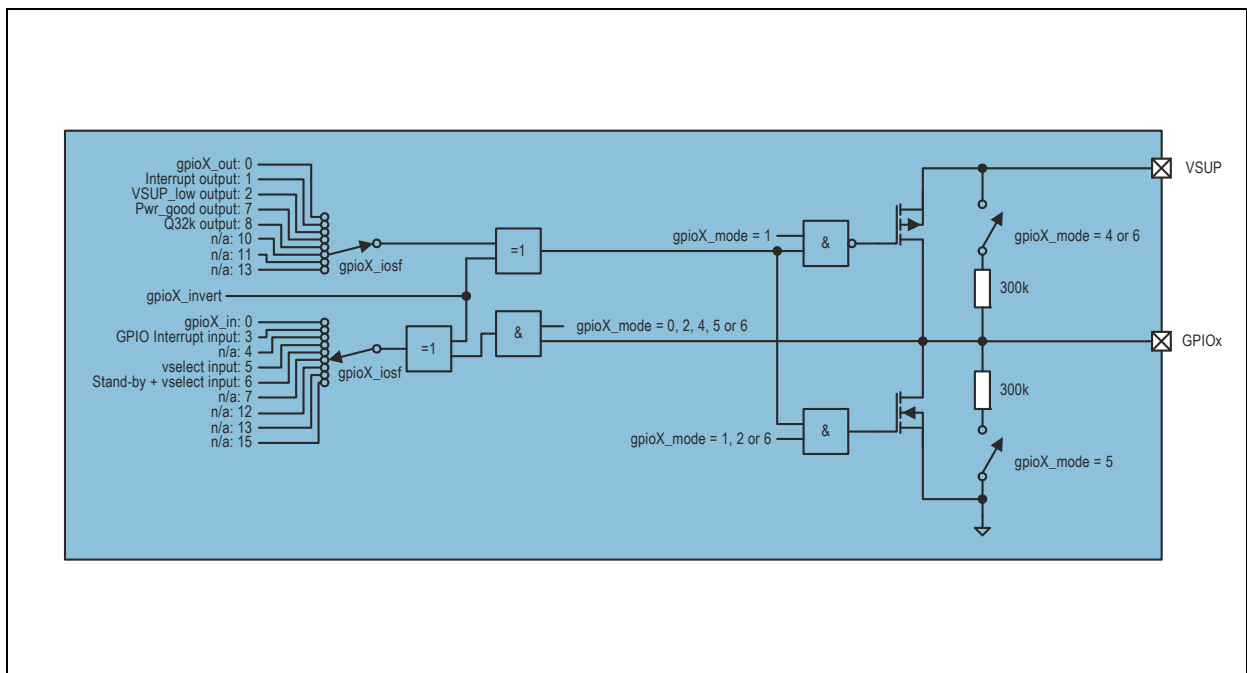 gpioX_out: 0
Interrupt output: 1
VSUP_low output: 2
Pwr_good output: 7
Q32k output: 8
n/a: 10
n/a: 11
n/a: 13
gpioX_iosf
=1
gpioX_mode = 1
&
VSUP
gpioX_mode = 4 or 6
300k
gpioX_invert
gpioX_in: 0
GPIO Interrupt input: 3
n/a: 4
vselect input: 5
Stand-by + vselect input: 6
n/a: 7
n/a: 12
n/a: 13
n/a: 15
gpioX_iosf
=1
&
gpioX_mode = 0, 2, 4, 5 or 6
GPIOx
300k
&
gpioX_mode = 1, 2 or 6
gpioX_mode = 5